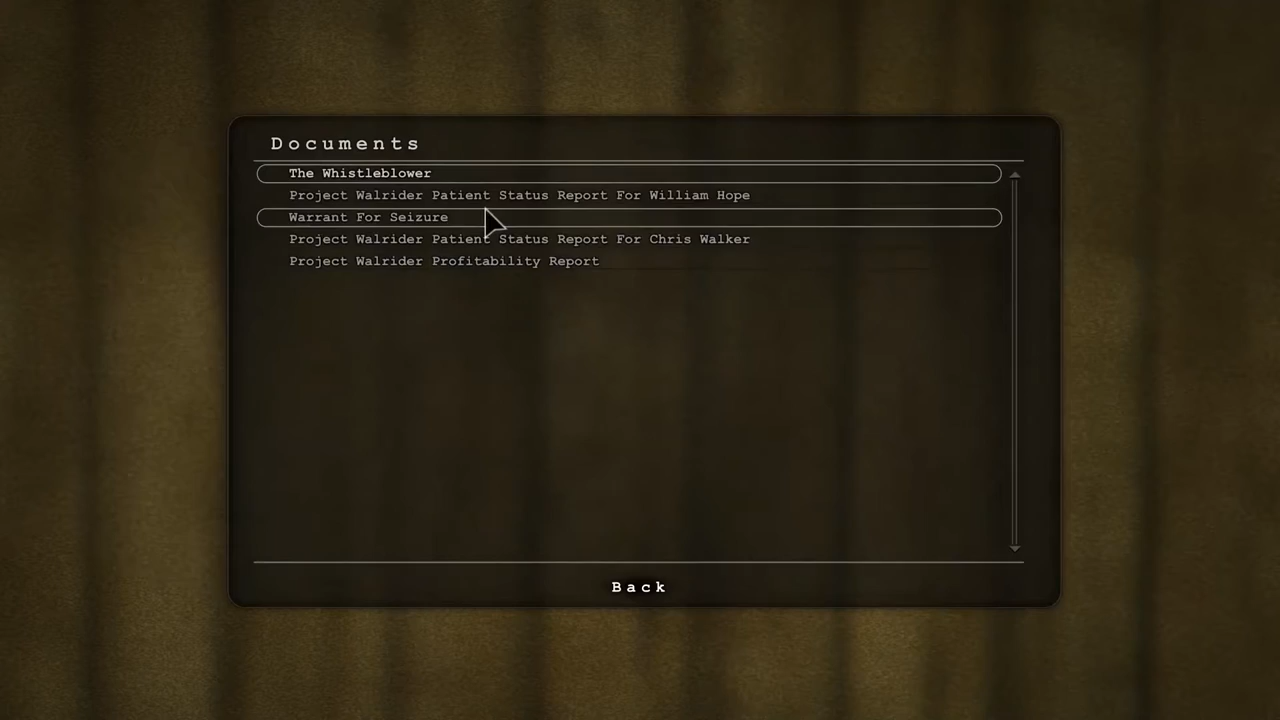 Documents
The Whistleblower
Project Walrider Patient Status Report For William Hope
Warrant For Seizure
Project Walrider Patient Status Report For Chris Walker
Project Walrider Profitability Report
Back